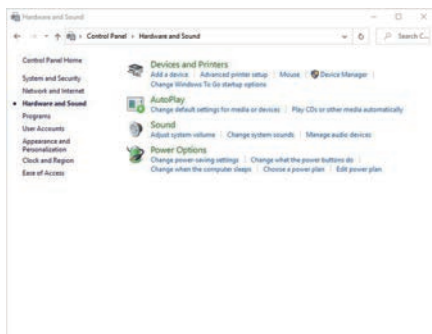 Hardware and Sound
Control Panel > Hardware and Sound
Search C...
Control Panel Home
System and Security
Network and Internet
Hardware and Sound
Programs
User Accounts
Appearance and
Personalization
Clock and Region
Ease of Access
Devices and Printers
Add a device | Advanced printer setup | Mouse | Device Manager |
Change Windows To Go startup options
AutoPlay
Change default settings for media or devices | Play CDs or other media automatically
Sound
Adjust system volume | Change system sounds | Manage audio devices
Power Options
Change power-saving settings | Change what the power buttons do |
Change when the computer sleeps | Choose a power plan | Edit power plan